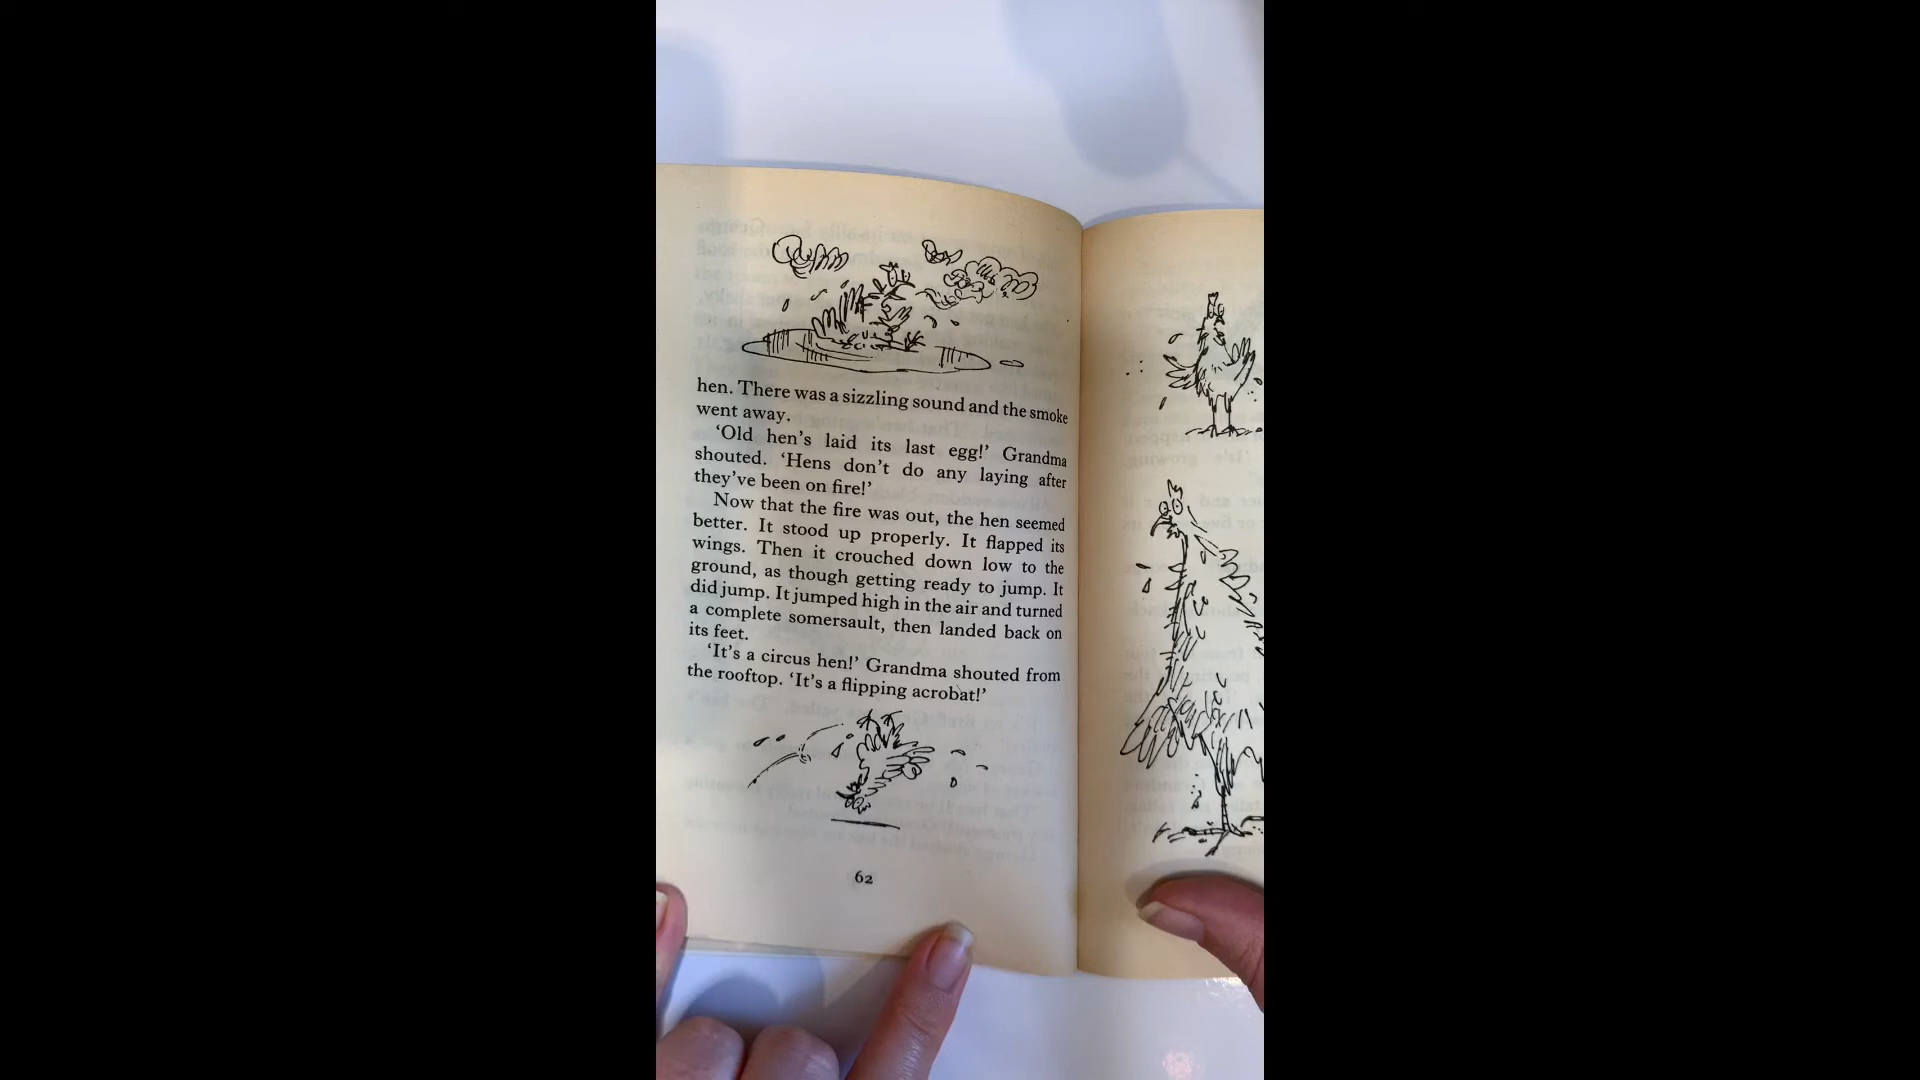 hen. There was a sizzling sound and the smoke
went away.
‘Old hen’s laid its last egg!’ Grandma
shouted. ‘Hens don’t do any laying after
they’ve been on fire!’
Now that the fire was out, the hen seemed
better. It stood up properly. It flapped its
wings. Then it crouched down low to the
ground, as though getting ready to jump. It
did jump. It jumped high in the air and turned
a complete somersault, then landed back on
its feet.
‘It’s a circus hen!’ Grandma shouted from
the rooftop. ‘It’s a flipping acrobat!’
62